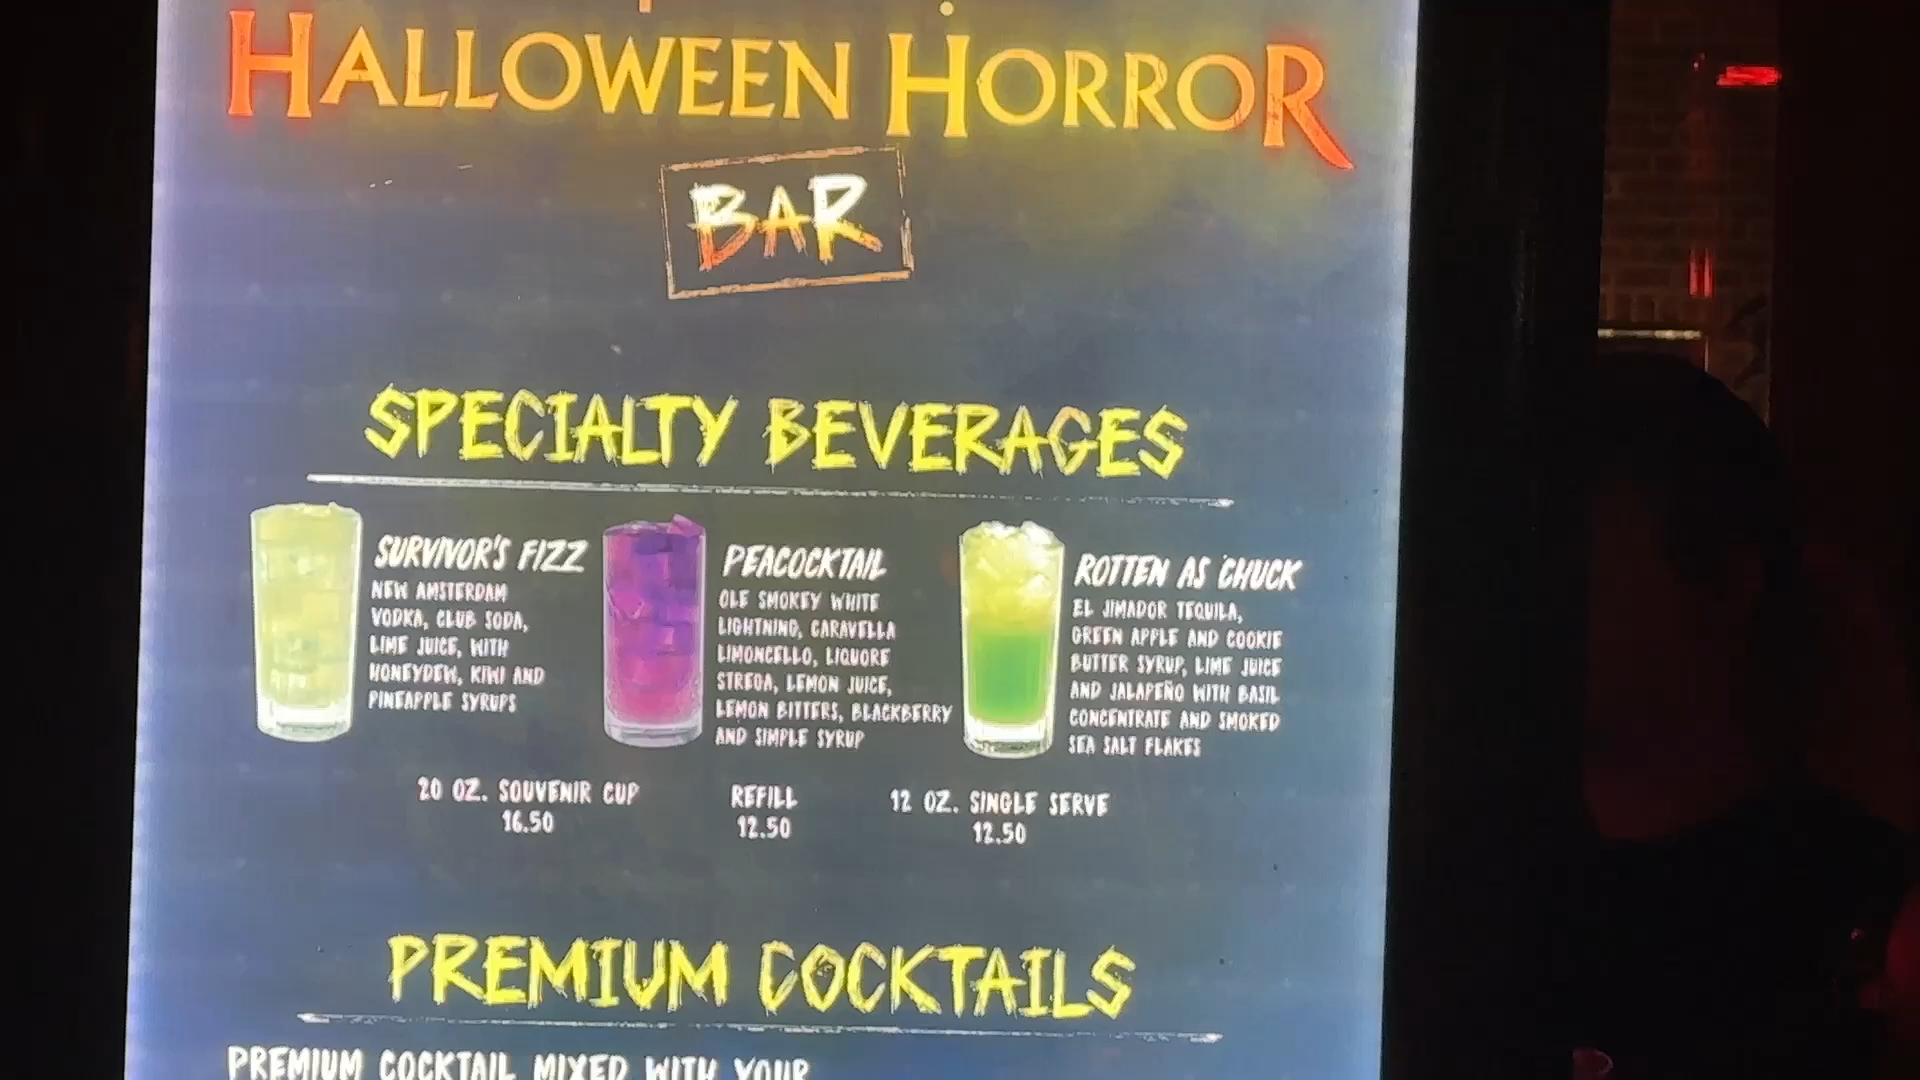 HALLOWEEN HORROR
BAR
SPECIALTY BEVERAGES
SURVIVOR'S FIZZ
NEW AMSTERDAM
VODKA, CLUB SODA,
LIME JUICE, WITH
HONEYDEW, KIWI AND
PINEAPPLE SYRUPS
PEACOCKTAIL
OLE SMOKEY WHITE
LIGHTNING, CARAVELLA
LIMONCELLO, LIQUORE
STREGA, LEMON JUICE,
LEMON BITTERS, BLACKBERRY
AND SIMPLE SYRUP
ROTTEN AS CHUCK
EL JIMADOR TEQUILA,
GREEN APPLE AND COOKIE
BUTTER SYRUP, LIME JUICE
AND JALAPEÑO WITH BASIL
CONCENTRATE AND SMOKED
SEA SALT FLAKES
20 OZ. SOUVENIR CUP
16.50
REFILL
12.50
12 OZ. SINGLE SERVE
12.50
PREMIUM COCKTAILS
PREMIUM COCKTAIL MIXED WITH YOUR